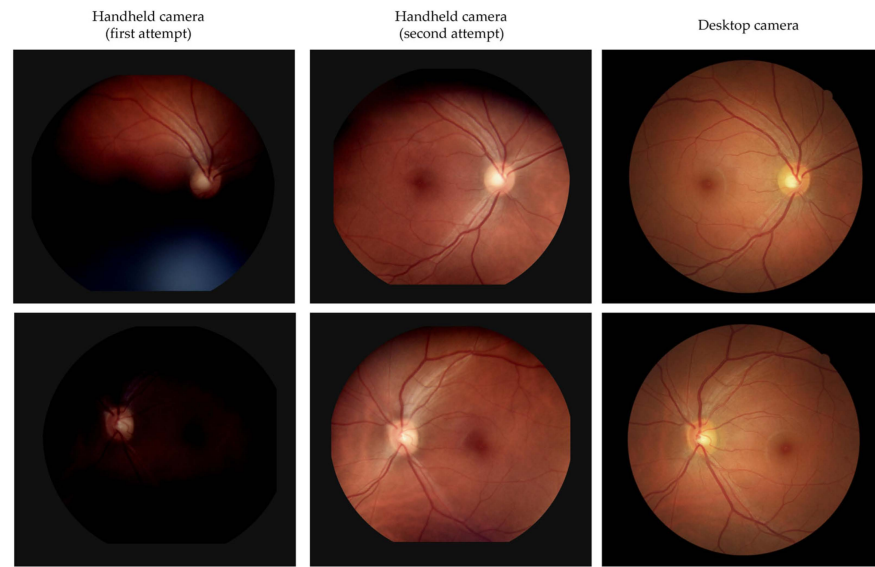 Handheld camera
(first attempt)
Handheld camera
(second attempt)
Desktop camera